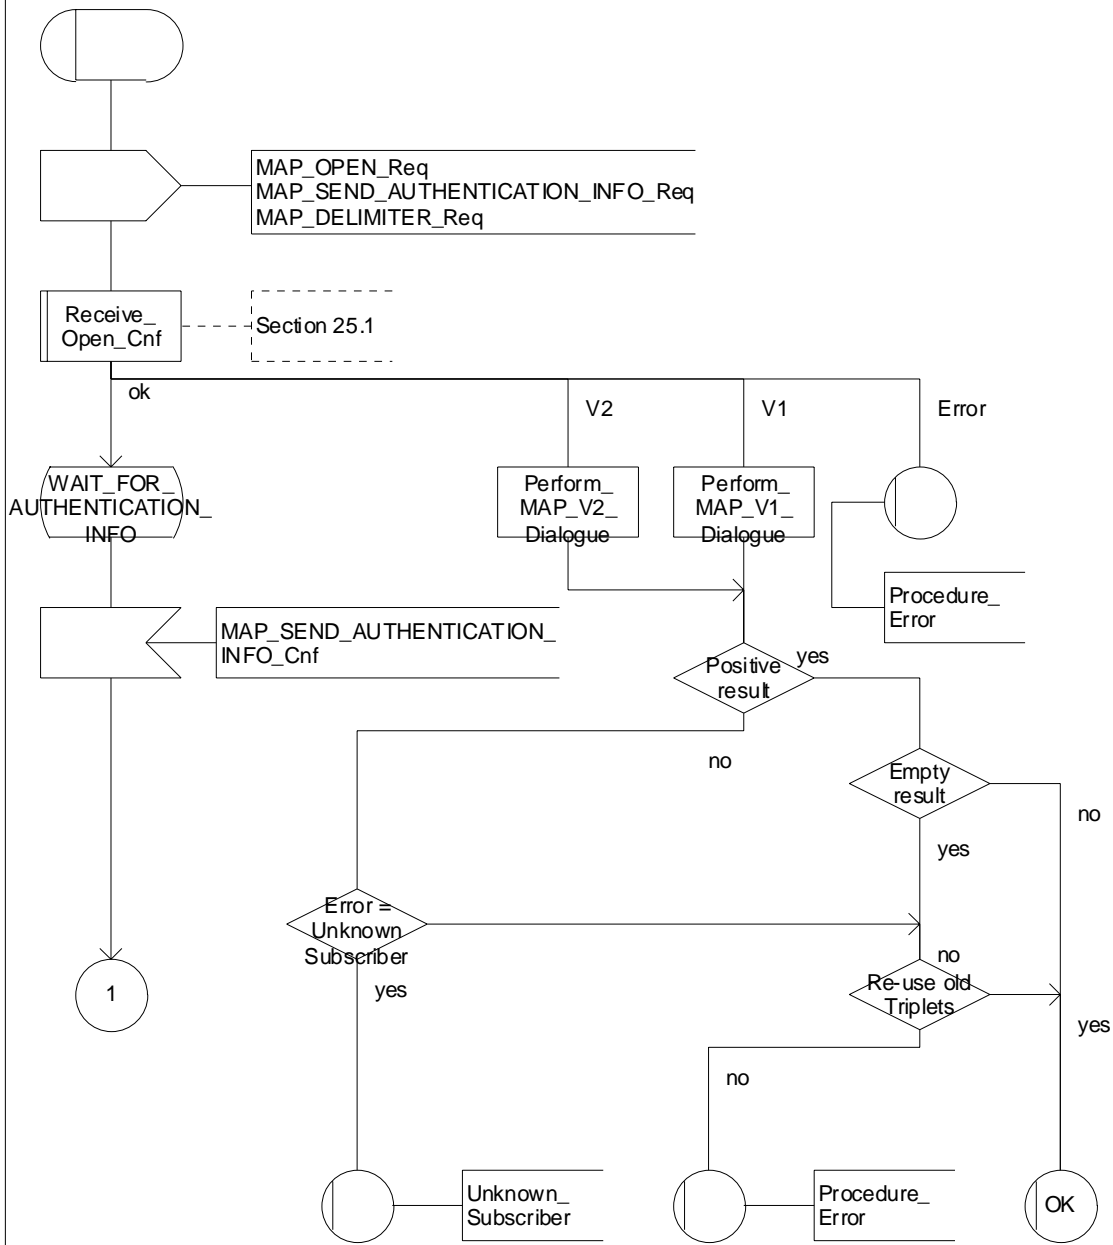 MAP_OPEN_Req
MAP_SEND_AUTHENTICATION_INFO_Req
MAP_DELIMITER_Req
Receive_
Open_Cnf
Section 25.1
ok
V2
V1
Error
WAIT_FOR_
AUTHENTICATION_
INFO
Perform_
MAP_V2_
Dialogue
Perform_
MAP_V1_
Dialogue
Procedure_
Error
MAP_SEND_AUTHENTICATION_
INFO_Cnf
Positive
result
yes
no
Empty
result
no
yes
Error =
Unknown
Subscriber
no
yes
Re-use old
Triplets
1
yes
no
Unknown_
Subscriber
Procedure_
Error
OK